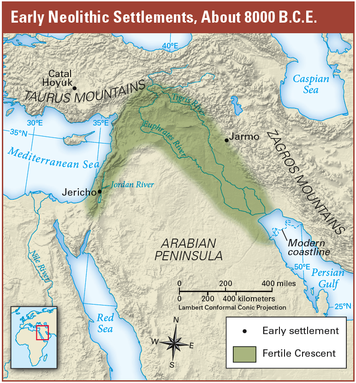 Early Neolithic Settlements, About 8000 B.C.E.
40°E
Caspian
Sea
Catal
Hoyuk
TAURUS MOUNTAINS
Tigris River
35°N
30°E
35°E
Euphrates River
Jarmo
ZAGROS MOUNTAINS
Mediterranean Sea
Jericho
Jordan River
Nile River
ARABIAN
PENINSULA
Modern
coastline
50°E
Persian
Gulf
25°N
Red
Sea
0 200 400 miles
0 200 400 kilometers
Lambert Conformal Conic Projection
N
W E
S
Early settlement
Fertile Crescent